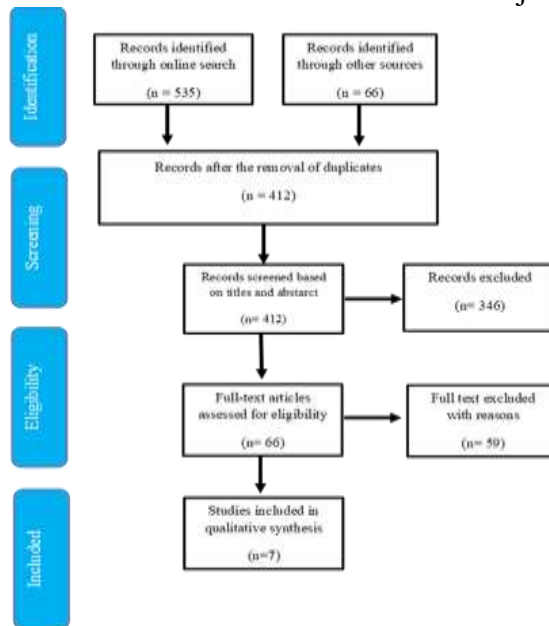 Identification
Records identified
through online search
(n = 535)
Records identified
through other sources
(n = 66)
Records after the removal of duplicates
(n = 412)
Screening
Records screened based
on titles and abstarct
(n= 412)
Records excluded
(n= 346)
Eligibility
Full-text articles
assessed for eligibility
(n= 66)
Full text excluded
with reasons
(n= 59)
Included
Studies included in
qualitative synthesis
(n=7)